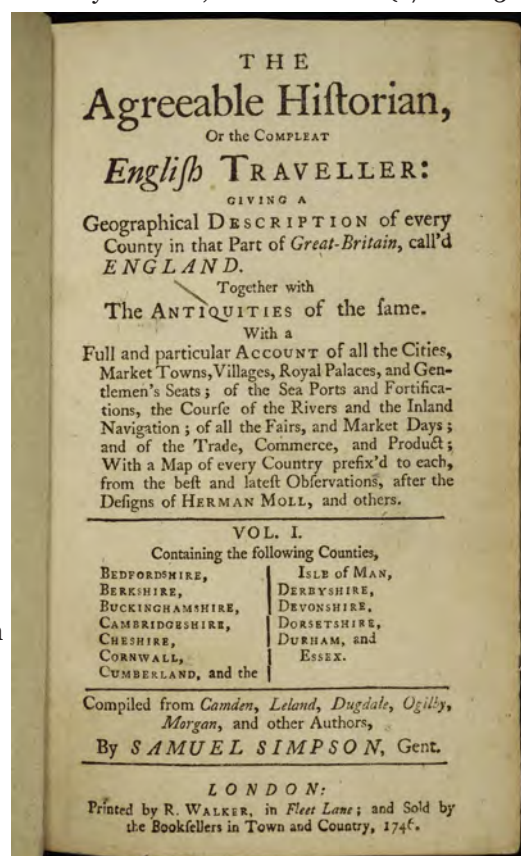 THE
Agreeable Hiſtorian,
Or the COMPLEAT
Engliſh TRAVELLER:
GIVING A
Geographical DESCRIPTION of every
County in that Part of Great-Britain, call'd
ENGLAND.
Together with
The ANTIQUITIES of the ſame.
With a
Full and particular ACCOUNT of all the Cities,
Market Towns, Villages, Royal Palaces, and Gen-
tlemen's Seats; of the Sea Ports and Fortifica-
tions, the Courſe of the Rivers and the Inland
Navigation; of all the Fairs, and Market Days;
and of the Trade, Commerce, and Product;
With a Map of every Country prefix'd to each,
from the beſt and lateſt Obſervations, after the
Deſigns of HERMAN MOLL, and others.
VOL. I.
Containing the following Counties,
BEDFORDSHIRE,
BERKSHIRE,
BUCKINGHAMSHIRE,
CAMBRIDGESHIRE,
CHESHIRE,
CORNWALL,
CUMBERLAND, and the
ISLE of MAN,
DERBYSHIRE,
DEVONSHIRE,
DORSETSHIRE,
DURHAM, and
ESSEX.
Compiled from Camden, Leland, Dugdale, Ogilby,
Morgan, and other Authors,
By SAMUEL SIMPSON, Gent.
LONDON:
Printed by R. WALKER, in Fleet Lane; and Sold by
the Bookſellers in Town and Country, 1746.